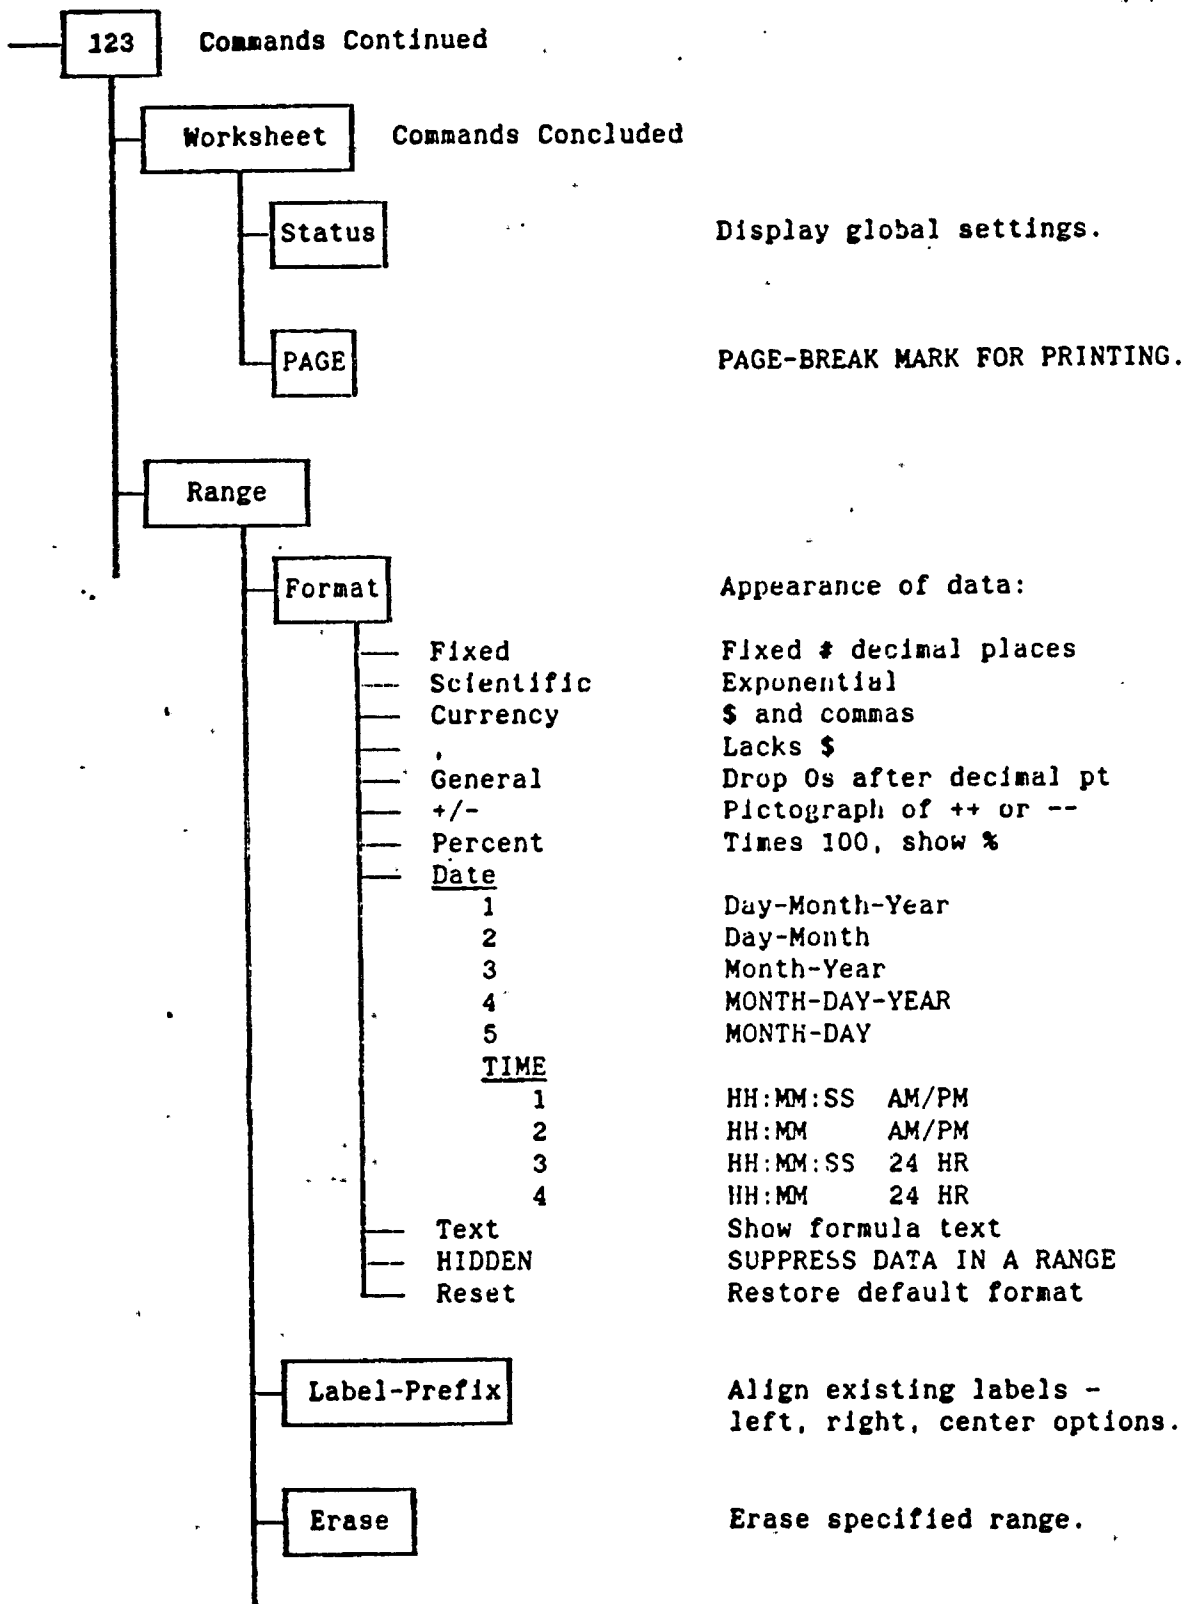 123 Commands Continued
Worksheet Commands Concluded
Status Display global settings.
PAGE PAGE-BREAK MARK FOR PRINTING.
Range
Format Appearance of data:
Fixed Fixed # decimal places
Scientific Exponential
Currency $ and commas
, Lacks $
General Drop 0s after decimal pt
+/- Pictograph of ++ or --
Percent Times 100, show %
Date
1 Day-Month-Year
2 Day-Month
3 Month-Year
4 MONTH-DAY-YEAR
5 MONTH-DAY
TIME
1 HH:MM:SS AM/PM
2 HH:MM AM/PM
3 HH:MM:SS 24 HR
4 HH:MM 24 HR
Text Show formula text
HIDDEN SUPPRESS DATA IN A RANGE
Reset Restore default format
Label-Prefix Align existing labels -
left, right, center options.
Erase Erase specified range.